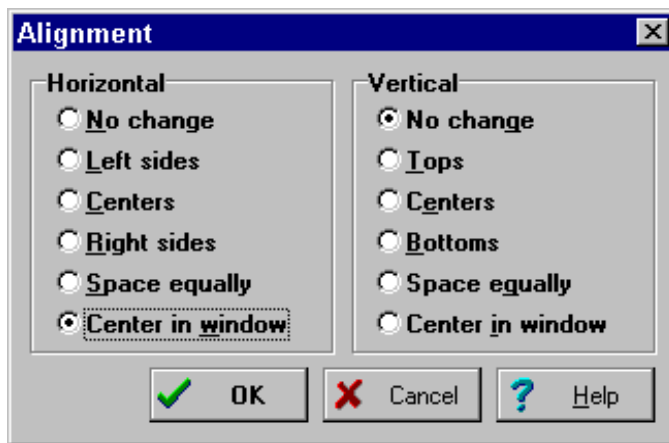 Alignment
Horizontal
No change
Left sides
Centers
Right sides
Space equally
Center in window
Vertical
No change
Tops
Centers
Bottoms
Space equally
Center in window
OK
Cancel
Help